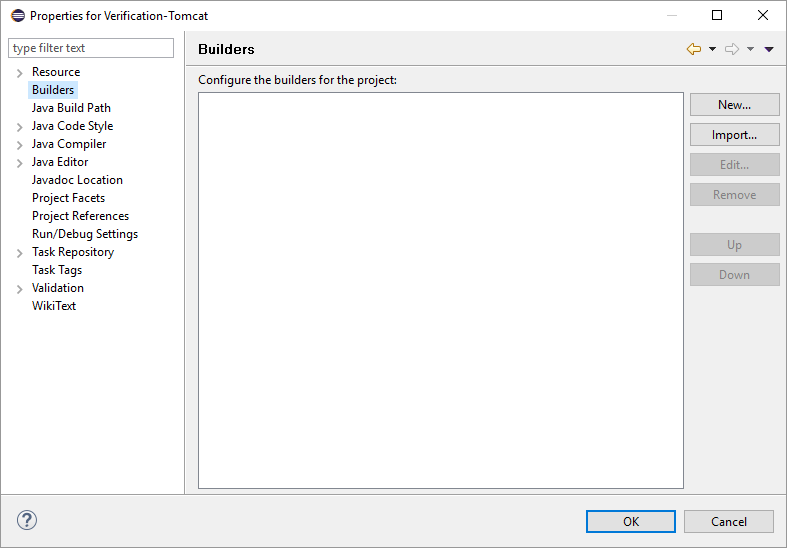 Properties for Verification-Tomcat
type filter text
Resource
Builders
Java Build Path
Java Code Style
Java Compiler
Java Editor
Javadoc Location
Project Facets
Project References
Run/Debug Settings
Task Repository
Task Tags
Validation
WikiText
Builders
Configure the builders for the project:
New...
Import...
Edit...
Remove
Up
Down
?
OK
Cancel